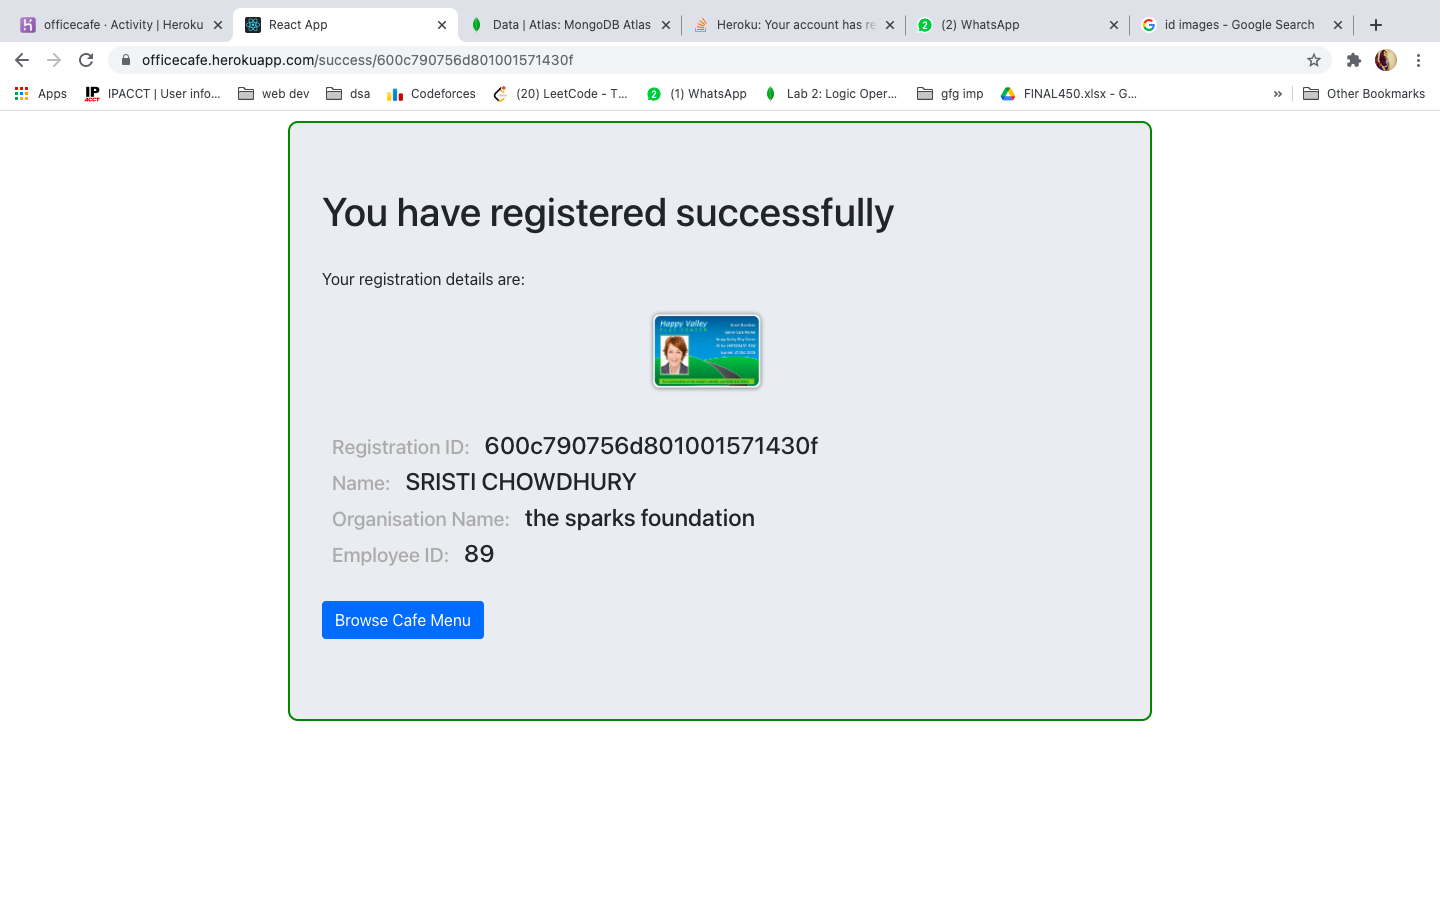 officecafe · Activity | Heroku
React App
Data | Atlas: MongoDB Atlas
Heroku: Your account has re
(2) WhatsApp
id images - Google Search
officecafe.herokuapp.com/success/600c790756d801001571430f
Apps
IPACCT | User info...
web dev
dsa
Codeforces
(20) LeetCode - T...
(1) WhatsApp
Lab 2: Logic Oper...
gfg imp
FINAL450.xlsx - G...
»
Other Bookmarks
You have registered successfully
Your registration details are:
Happy Valley
PLAY CENTER
Registration ID: 600c790756d801001571430f
Name: SRISTI CHOWDHURY
Organisation Name: the sparks foundation
Employee ID: 89
Browse Cafe Menu